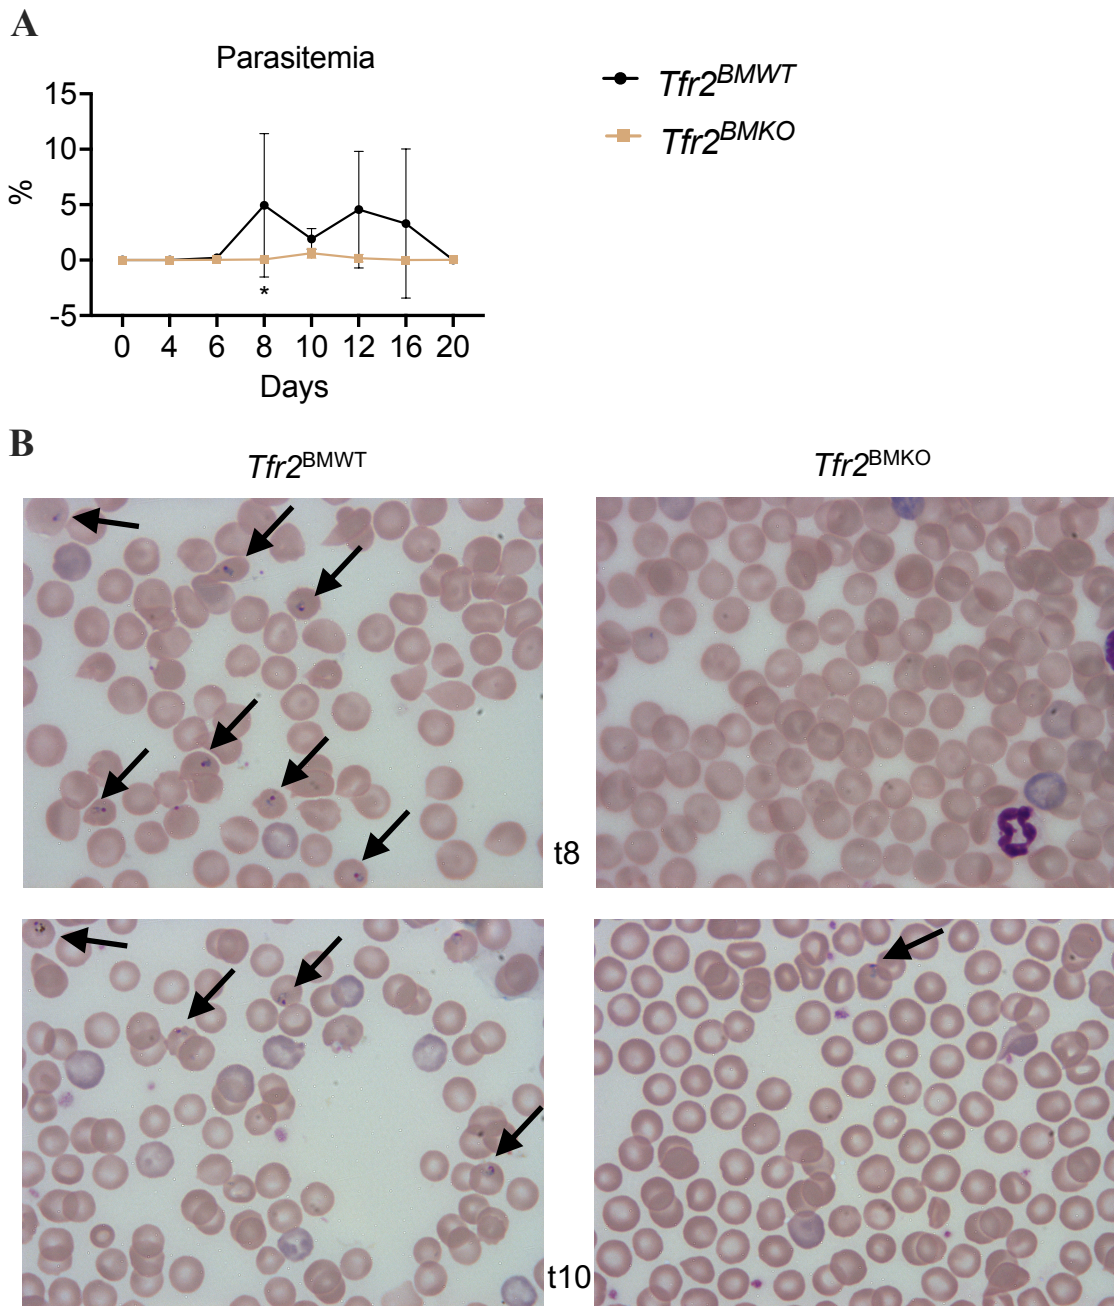 A
Parasitemia
Tfr2BMWT
Tfr2BMKO
15
10
5
0
-5
%
*
0 4 6 8 10 12 16 20
Days
B
Tfr2BMWT
Tfr2BMKO
t8
t10